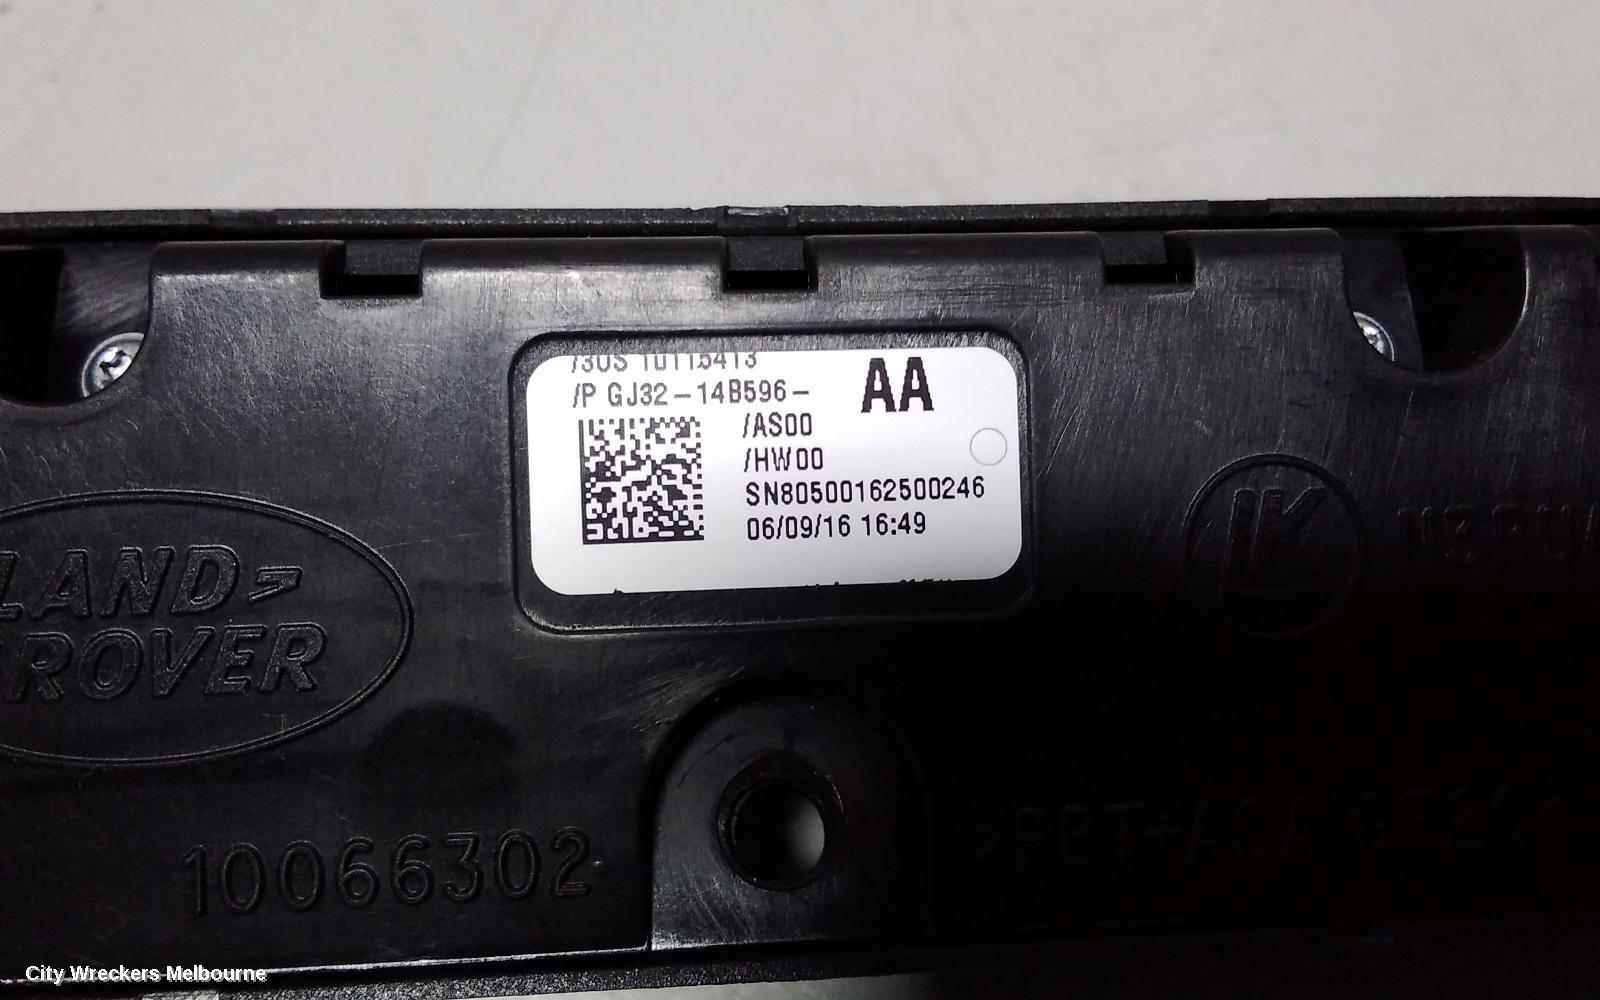 /30S 10115413
/P GJ32-14B596- AA
/AS00
/HW00
SN80500162500246
06/09/16 16:49
LAND
ROVER
LK
10066302
City Wreckers Melbourne